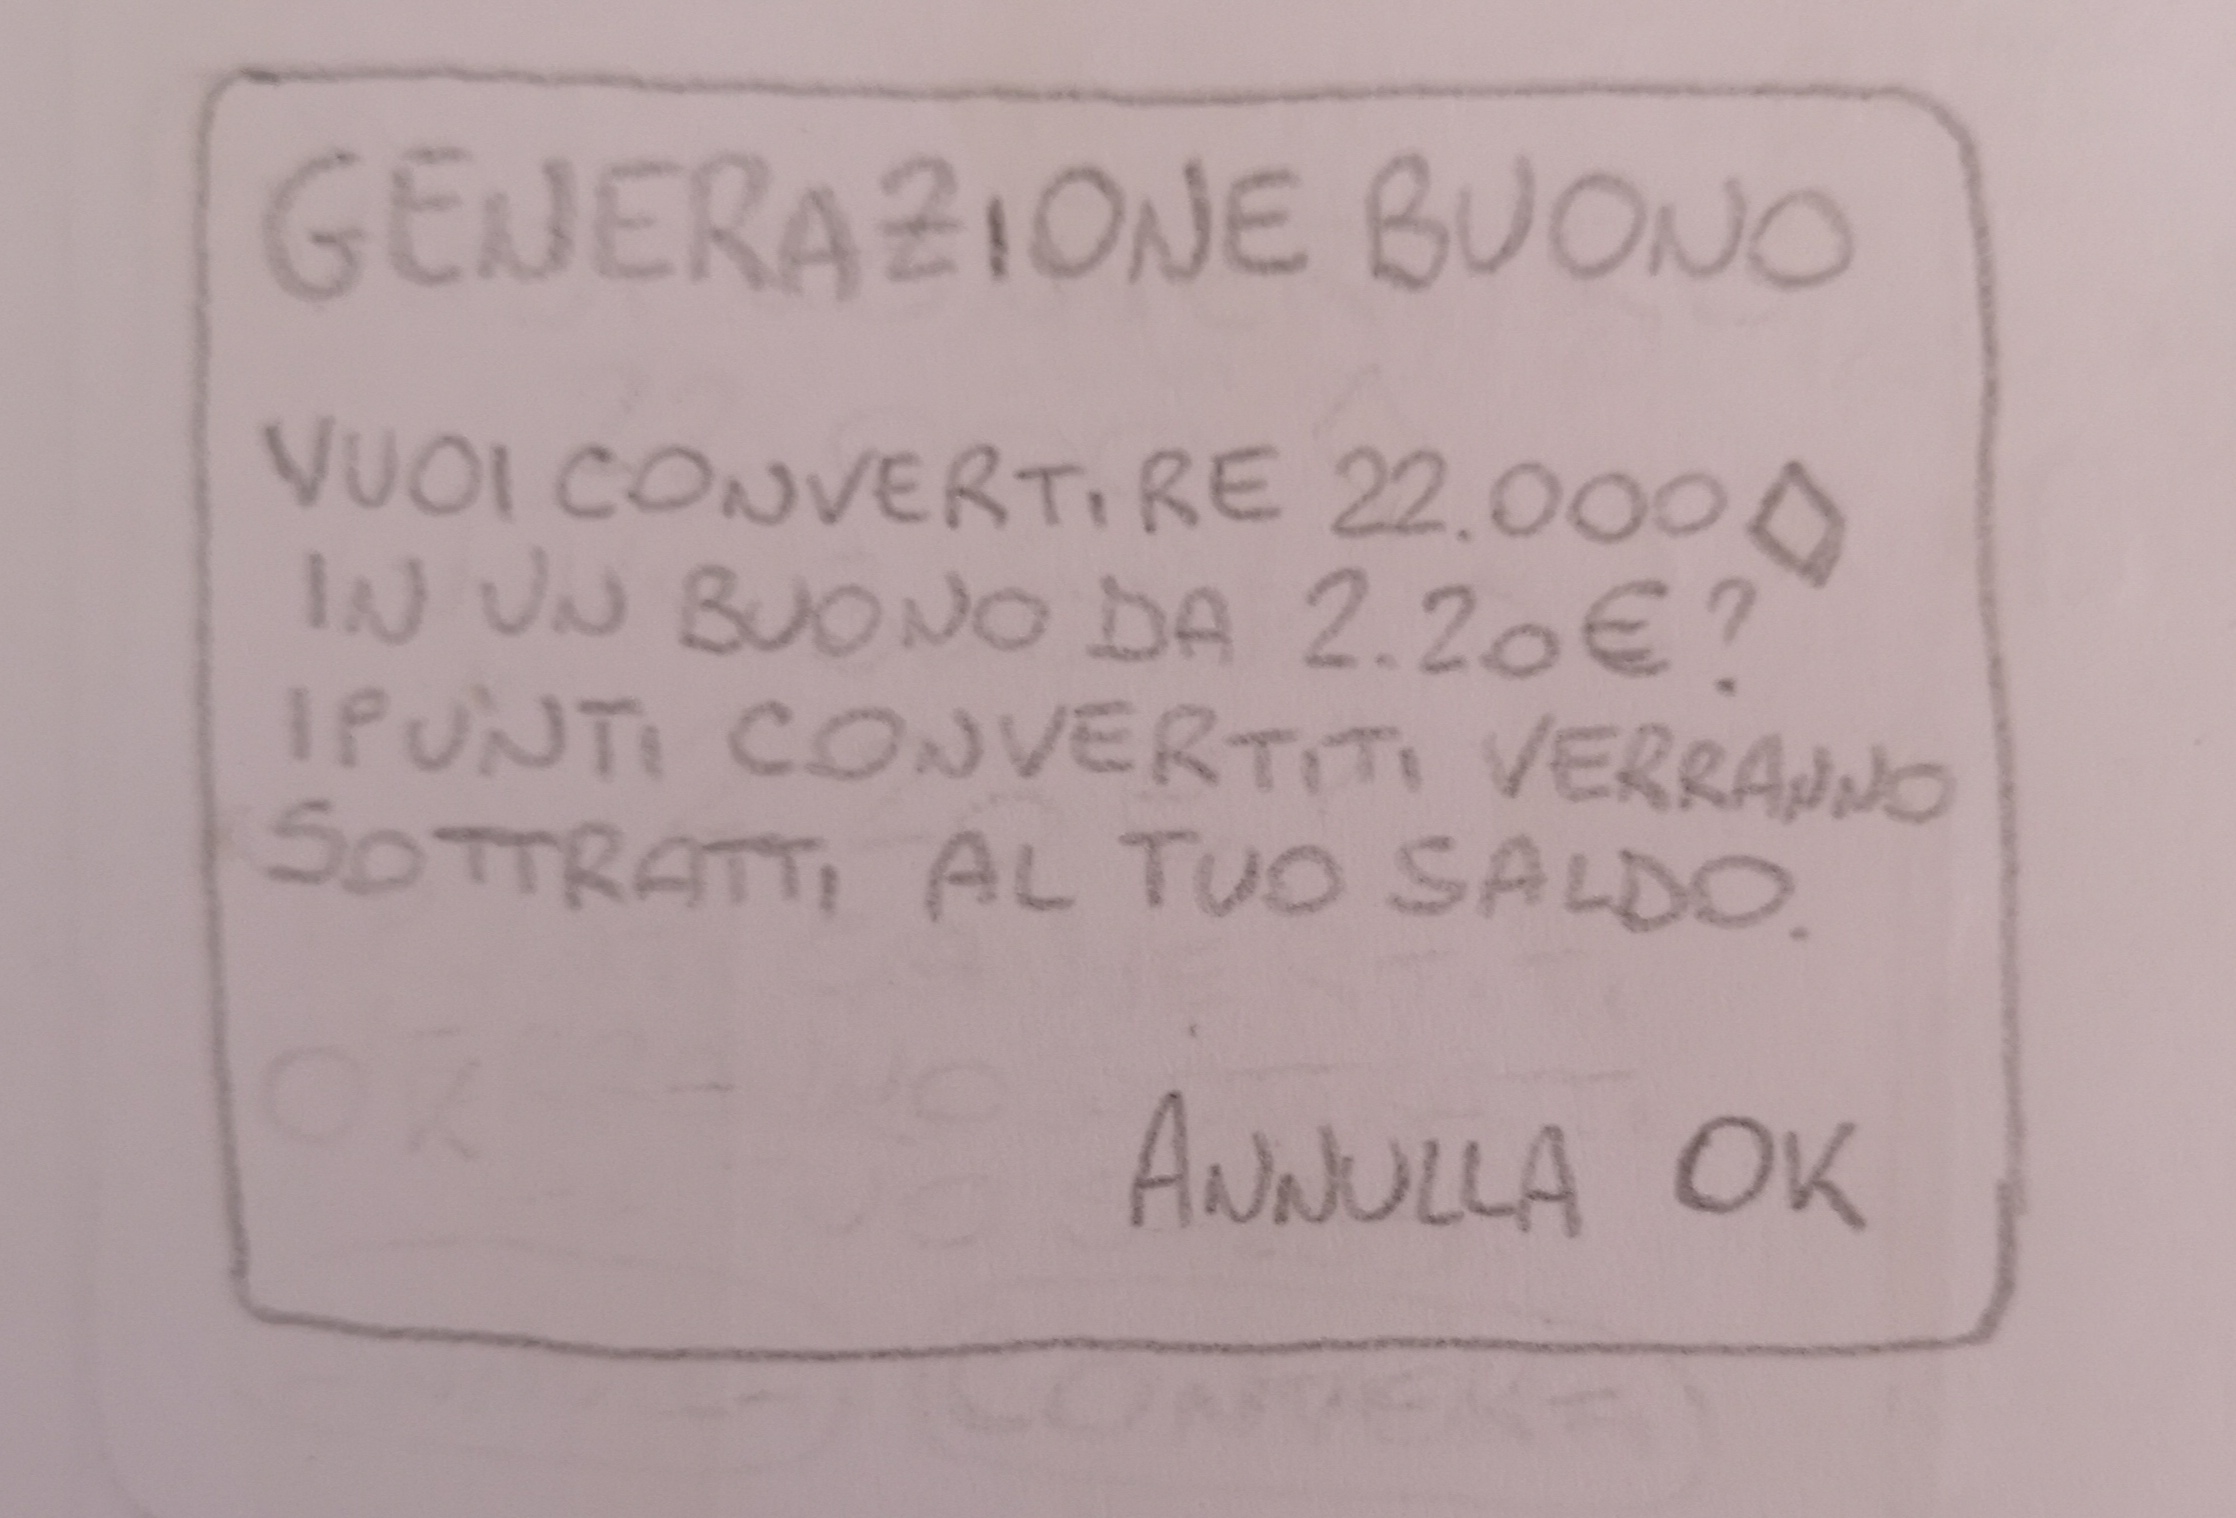 GENERAZIONE BUONO
VUOI CONVERTIRE 22.000◇
IN UN BUONO DA 2.20€?
I PUNTI CONVERTITI VERRANNO
SOTTRATTI AL TUO SALDO.
ANNULLA OK